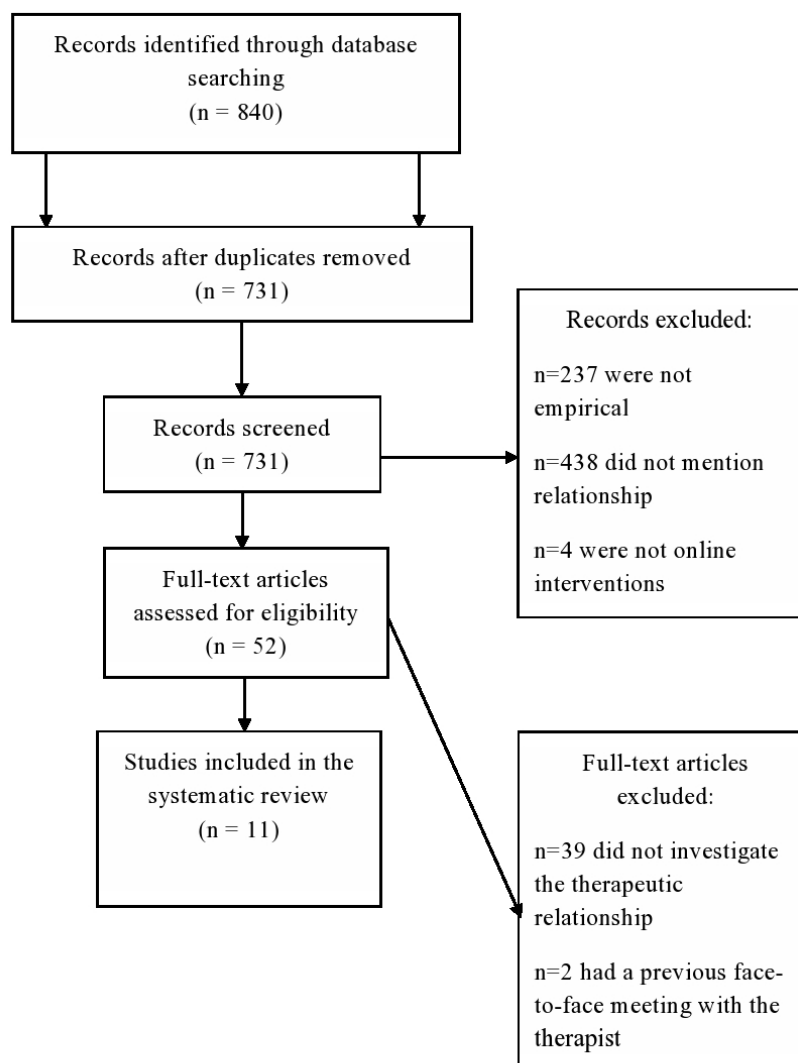 Records identified through database
searching
(n = 840)
Records after duplicates removed
(n = 731)
Records screened
(n = 731)
Records excluded:
n=237 were not
empirical
n=438 did not mention
relationship
n=4 were not online
interventions
Full-text articles
assessed for eligibility
(n = 52)
Studies included in the
systematic review
(n = 11)
Full-text articles
excluded:
n=39 did not investigate
the therapeutic
relationship
n=2 had a previous face-
to-face meeting with the
therapist